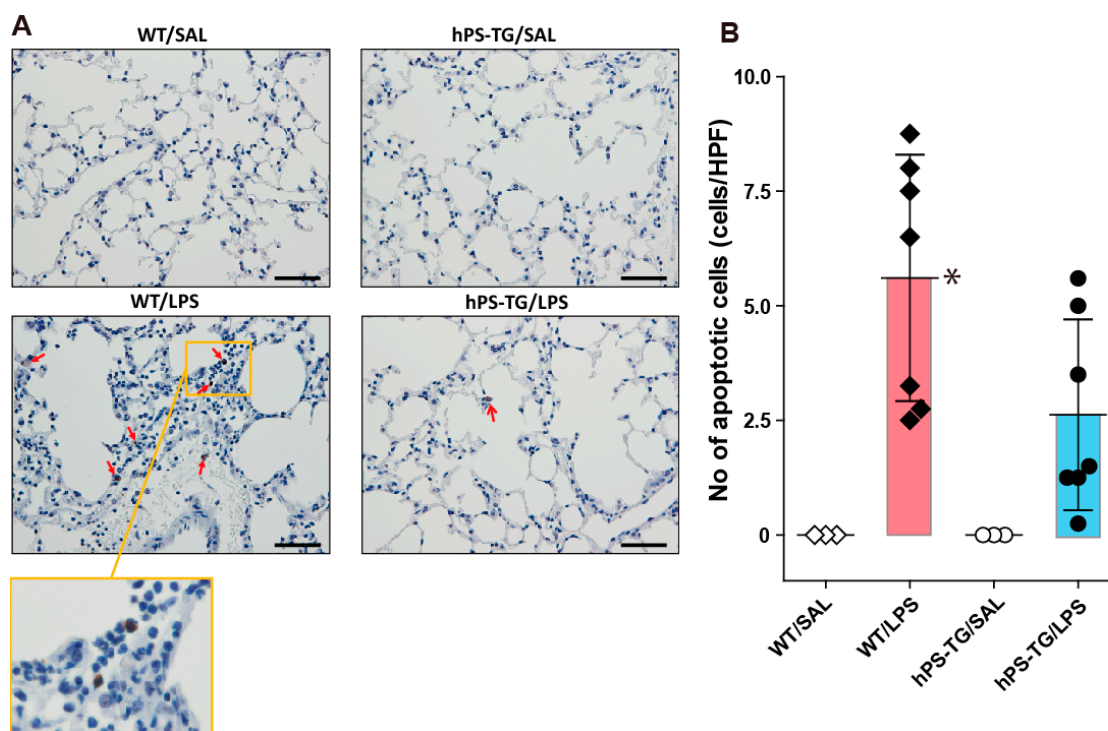 A
WT/SAL
hPS-TG/SAL
WT/LPS
hPS-TG/LPS
B
No of apoptotic cells (cells/HPF)
10.0
7.5
5.0
2.5
0
*
WT/SAL
WT/LPS
hPS-TG/SAL
hPS-TG/LPS